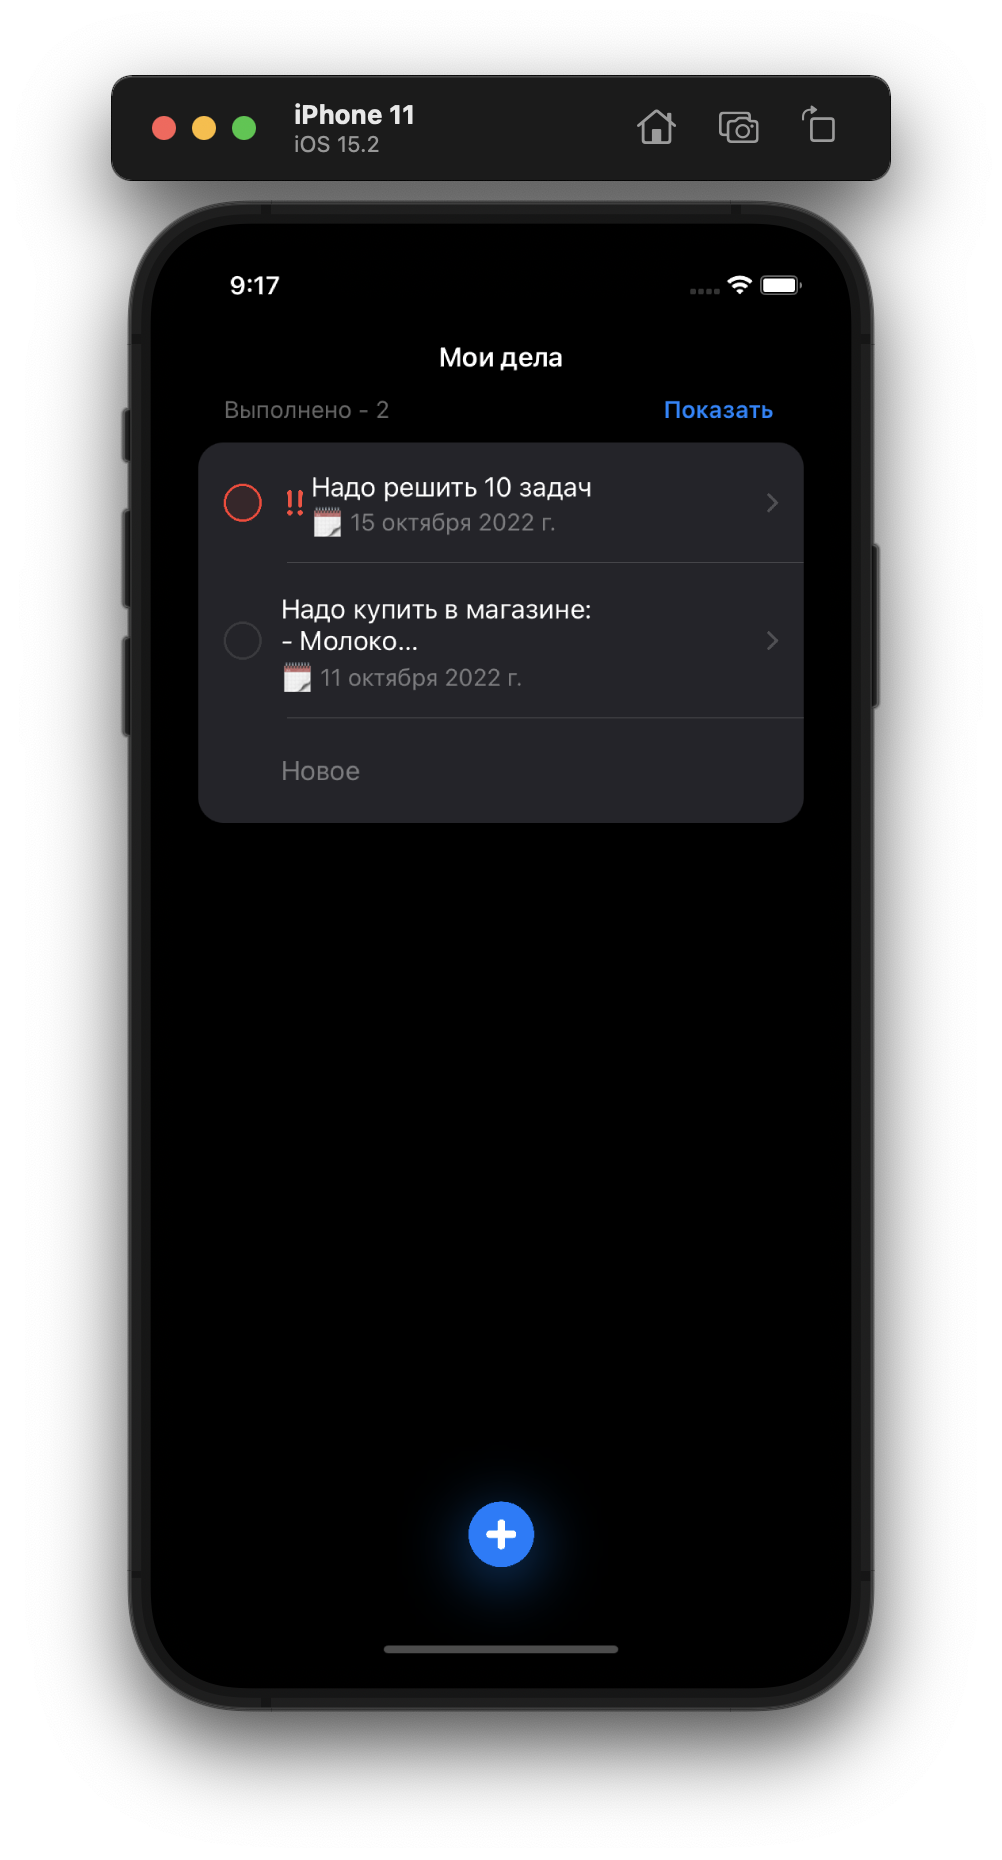 iPhone 11
iOS 15.2
9:17
Мои дела
Выполнено - 2
Показать
Надо решить 10 задач
15 октября 2022 г.
Надо купить в магазине:
- Молоко...
11 октября 2022 г.
Новое